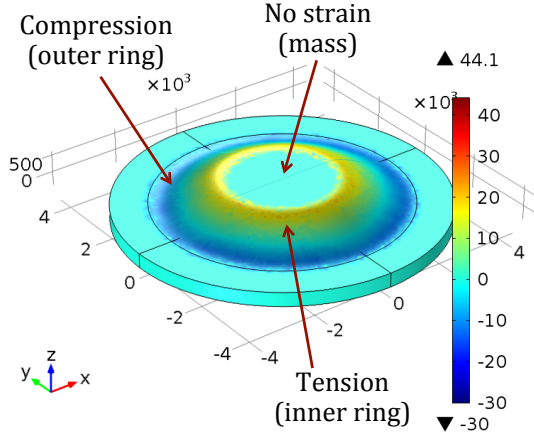 Compression
(outer ring)
No strain
(mass)
▲ 44.1
×10³
×10³
500
0
4
2
0
-2
-4
-4
-2
0
4
40
30
20
10
0
-10
-20
-30
▼ -30
z
y
x
Tension
(inner ring)